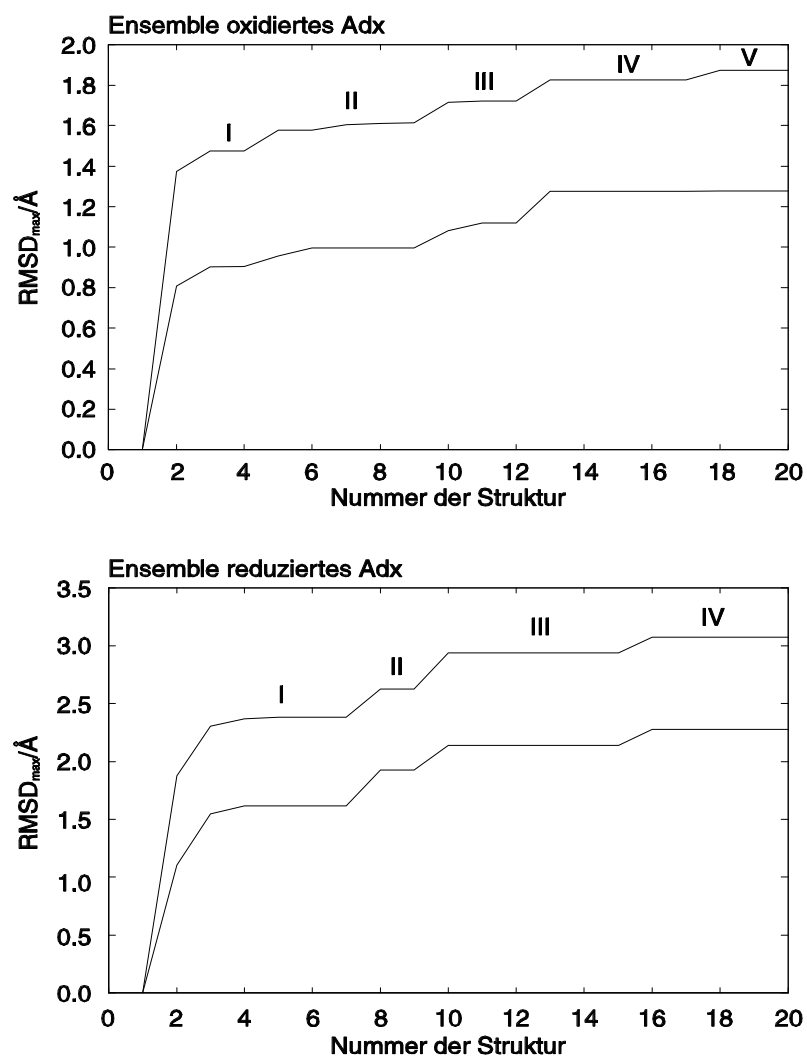 Ensemble oxidiertes Adx
2.0
1.8
1.6
1.4
1.2
1.0
0.8
0.6
0.4
0.2
0.0
RMSDmax/Å
I
II
III
IV
V
0 2 4 6 8 10 12 14 16 18 20
Nummer der Struktur
Ensemble reduziertes Adx
3.5
3.0
2.5
2.0
1.5
1.0
0.5
0.0
RMSDmax/Å
I
II
III
IV
0 2 4 6 8 10 12 14 16 18 20
Nummer der Struktur